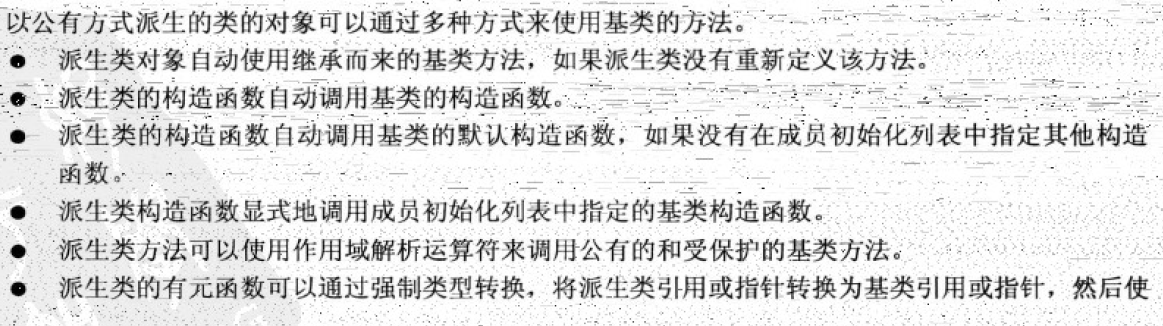 以公有方式派生的类的对象可以通过多种方式来使用基类的方法。
● 派生类对象自动使用继承而来的基类方法，如果派生类没有重新定义该方法。
● 派生类的构造函数自动调用基类的构造函数。
● 派生类的构造函数自动调用基类的默认构造函数，如果没有在成员初始化列表中指定其他构造
函数。
● 派生类构造函数显式地调用成员初始化列表中指定的基类构造函数。
● 派生类方法可以使用作用域解析运算符来调用公有的和受保护的基类方法。
● 派生类的有元函数可以通过强制类型转换，将派生类引用或指针转换为基类引用或指针，然后使